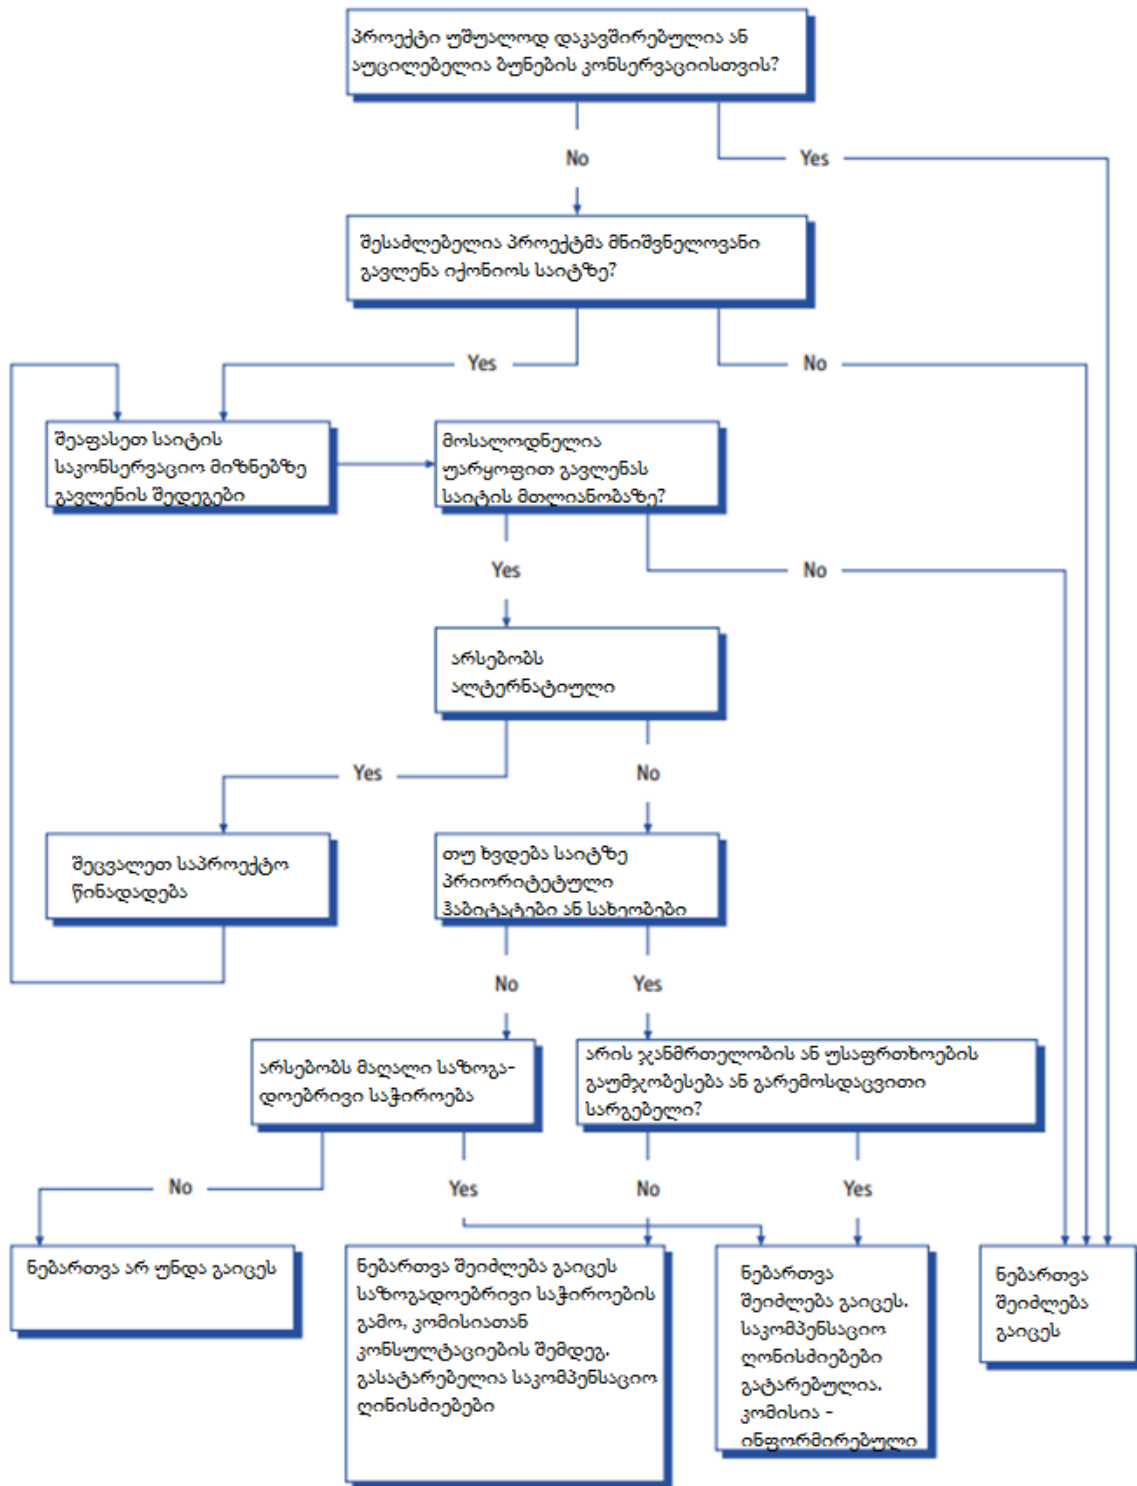 პროექტი უშუალოდ დაკავშირებულია ან
აუცილებელია ბუნების კონსერვაციისთვის?
No
Yes
შესაძლებელია პროექტმა მნიშვნელოვანი
გავლენა იქონიოს საიტზე?
Yes
No
შეაფასეთ საიტის
საკონსერვაციო მიზნებზე
გავლენის შედეგები
მოსალოდნელია
უარყოფით გავლენას
საიტის მთლიანობაზე?
Yes
No
არსებობს
ალტერნატიული
Yes
No
შეცვალეთ საპროექტო
წინადადება
თუ ხვდება საიტზე
პრიორიტეტული
ჰაბიტატები ან სახეობები
No
Yes
არსებობს მაღალი საზოგა-
დოებრივი საჭიროება
არის ჯანმრთელობის ან უსაფრთხოების
გაუმჯობესება ან გარემოსდაცვითი
სარგებელი?
No
Yes
No
Yes
ნებართვა არ უნდა გაიცეს
ნებართვა შეიძლება გაიცეს
საზოგადოებრივი საჭიროების
გამო, კომისიათან
კონსულტაციების შემდეგ.
გასატარებელია საკომპენსაციო
ღინისძიებები
ნებართვა
შეიძლება გაიცეს.
საკომპენსაციო
ღონისძიებები
გატარებულია.
კომისია -
ინფორმირებული
ნებართვა
შეიძლება
გაიცეს